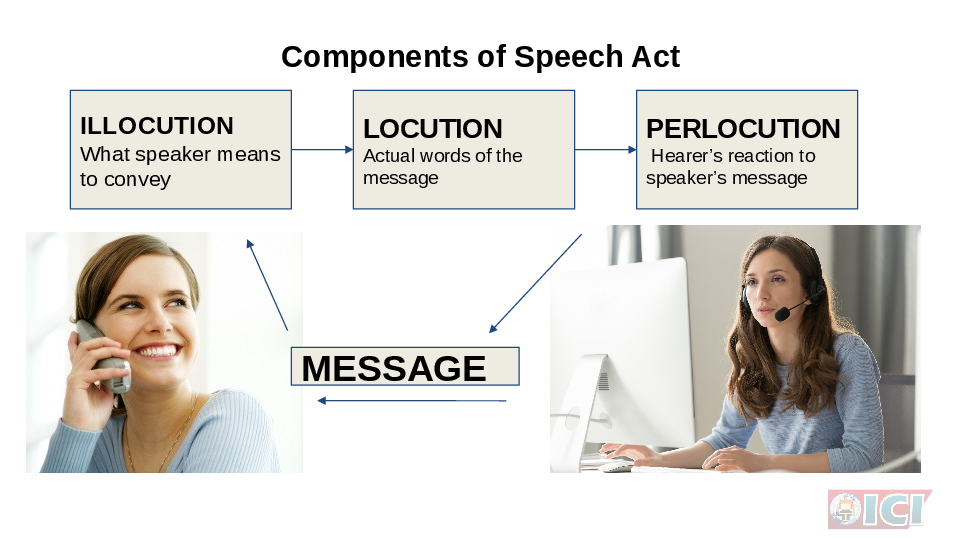 Components of Speech Act
ILLOCUTION
What speaker means
to convey
LOCUTION
Actual words of the
message
PERLOCUTION
Hearer’s reaction to
speaker’s message
MESSAGE
ICI